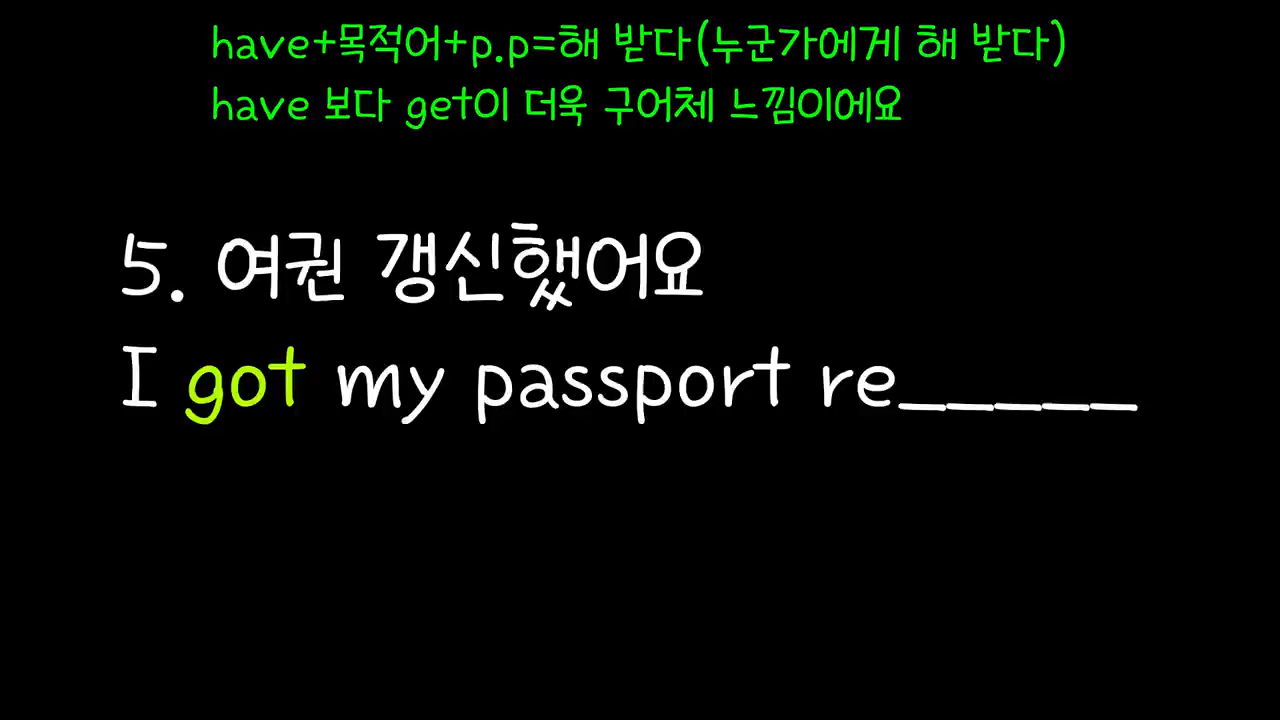 have+목적어+p.p=해 받다(누군가에게 해 받다)
have 보다 get이 더욱 구어체 느낌이에요
5. 여권 갱신했어요
I got my passport re_____